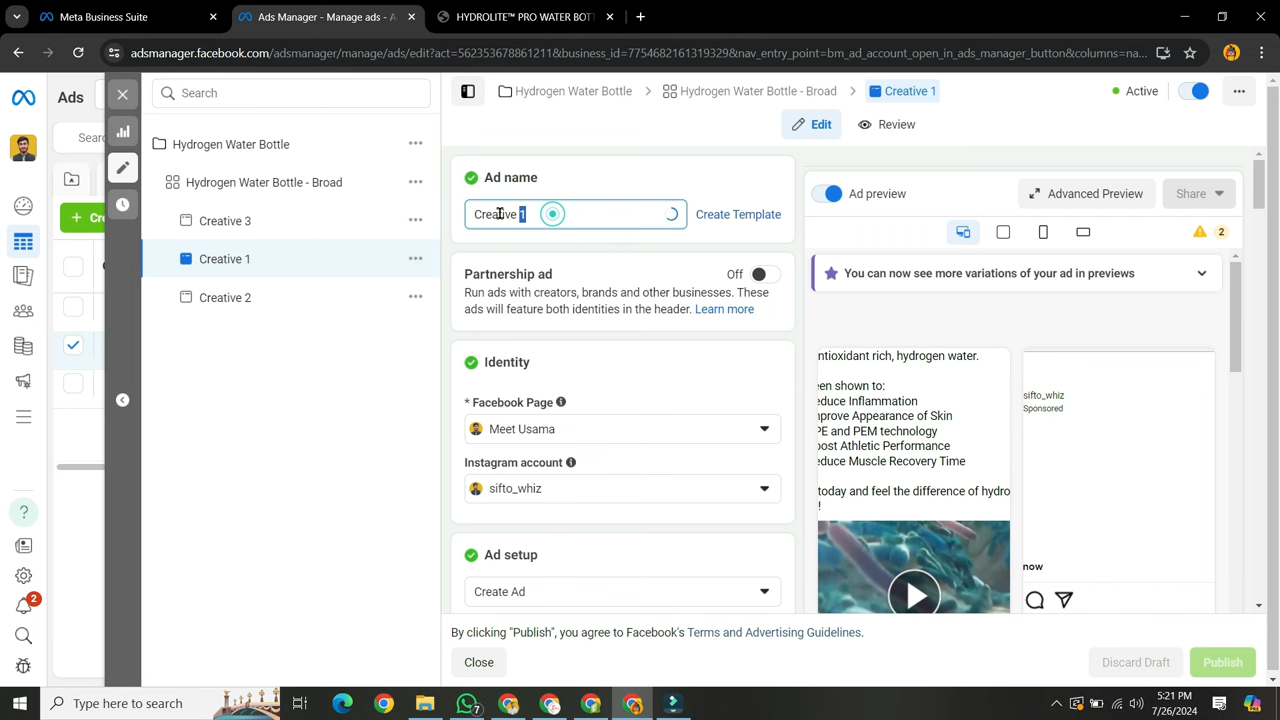 Meta Business Suite
Ads Manager - Manage ads - A
HYDROLITE™ PRO WATER BOT
adsmanager.facebook.com/adsmanager/manage/ads/edit?act=562353678861211&business_id=7754682161319329&nav_entry_point=bm_ad_account_open_in_ads_manager_button&columns=na...
Ads
Search
Hydrogen Water Bottle
Hydrogen Water Bottle - Broad
Creative 1
Active
Edit
Review
Sear
Hydrogen Water Bottle
Hydrogen Water Bottle - Broad
Creative 3
Creative 1
Creative 2
+ Cr
Ad name
Creative 1
Create Template
Partnership ad
Off
Run ads with creators, brands and other businesses. These
ads will feature both identities in the header. Learn more
Identity
* Facebook Page
Meet Usama
Instagram account
sifto_whiz
Ad setup
Create Ad
Ad preview
Advanced Preview
Share
2
You can now see more variations of your ad in previews
ntioxidant rich, hydrogen water.
een shown to:
educe Inflammation
mprove Appearance of Skin
PE and PEM technology
oost Athletic Performance
educe Muscle Recovery Time
today and feel the difference of hydro
!
sifto_whiz
Sponsored
now
By clicking "Publish", you agree to Facebook's Terms and Advertising Guidelines.
Close
Discard Draft
Publish
2
Type here to search
7
5:21 PM
7/26/2024